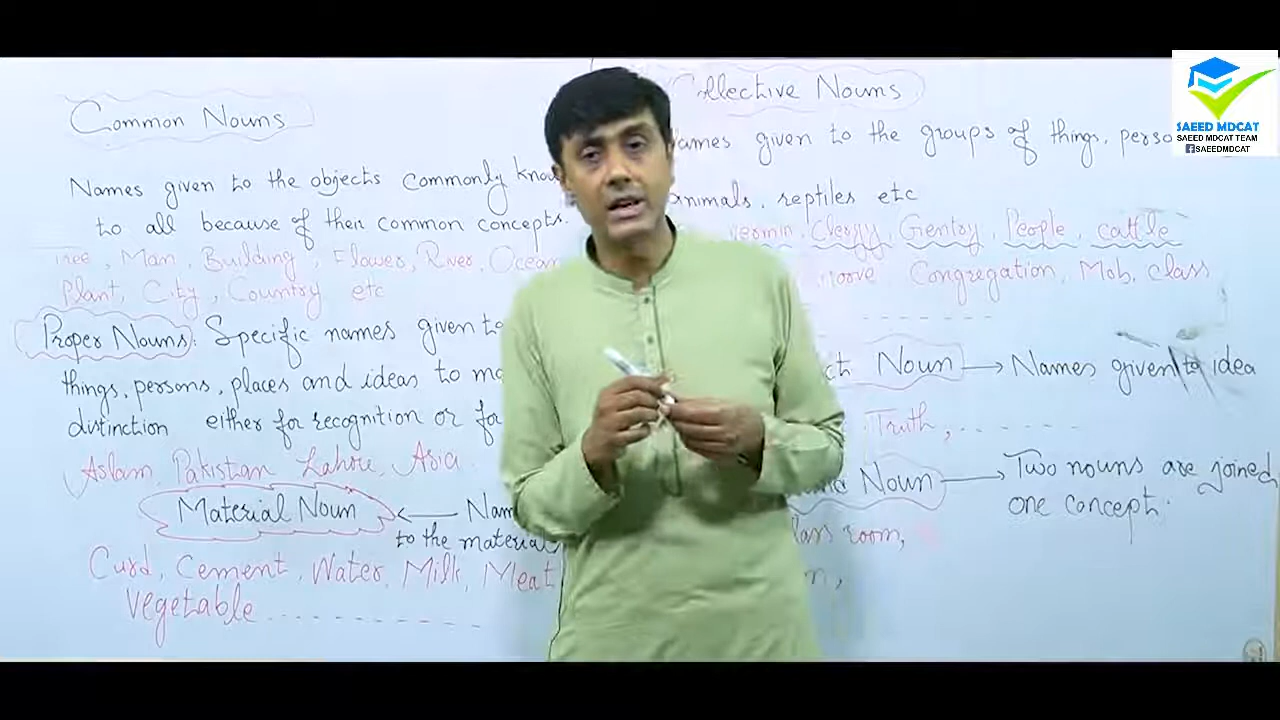 Common Nouns
Names given to the objects commonly know
to all because of their common concepts.
Tree, Man, Building, Flower, River, Ocean
Plant, City, Country etc
Proper Nouns: Specific names given to
things, persons, places and ideas to ma
distinction either for recognition or fo
Aslam, Pakistan Lahore, Asia
Material Noun ← Nam
to the material
Curd, Cement, Water, Milk, Meat
vegetable
Collective Nouns
Names given to the groups of things, perso
animals, reptiles etc
vermin, Clergy, Gentry, People, cattle
Congregation, Mob, class
ct Noun → Names given to idea
Truth,
Noun → Two nouns are joined
one concept.
class room,
SAEED MDCAT
SAEED MDCAT TEAM
SAEEDMDCAT